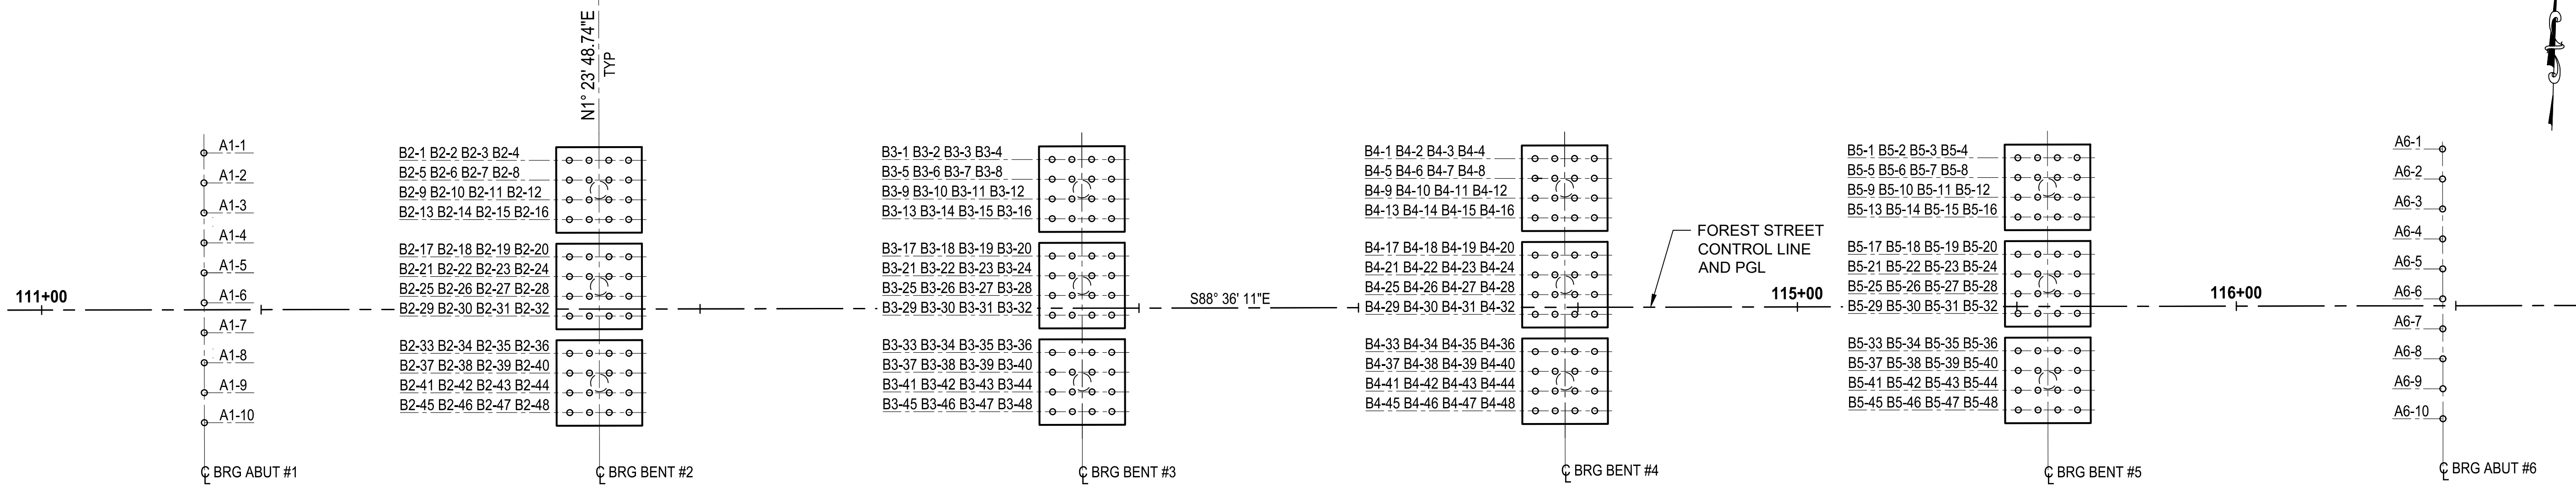 N1° 23' 48.74"E
TYP
A1-1
A1-2
A1-3
A1-4
A1-5
A1-6
A1-7
A1-8
A1-9
A1-10
111+00
B2-1 B2-2 B2-3 B2-4
B2-5 B2-6 B2-7 B2-8
B2-9 B2-10 B2-11 B2-12
B2-13 B2-14 B2-15 B2-16
B2-17 B2-18 B2-19 B2-20
B2-21 B2-22 B2-23 B2-24
B2-25 B2-26 B2-27 B2-28
B2-29 B2-30 B2-31 B2-32
B2-33 B2-34 B2-35 B2-36
B2-37 B2-38 B2-39 B2-40
B2-41 B2-42 B2-43 B2-44
B2-45 B2-46 B2-47 B2-48
B3-1 B3-2 B3-3 B3-4
B3-5 B3-6 B3-7 B3-8
B3-9 B3-10 B3-11 B3-12
B3-13 B3-14 B3-15 B3-16
B3-17 B3-18 B3-19 B3-20
B3-21 B3-22 B3-23 B3-24
B3-25 B3-26 B3-27 B3-28
B3-29 B3-30 B3-31 B3-32
B3-33 B3-34 B3-35 B3-36
B3-37 B3-38 B3-39 B3-40
B3-41 B3-42 B3-43 B3-44
B3-45 B3-46 B3-47 B3-48
S88° 36' 11"E
B4-1 B4-2 B4-3 B4-4
B4-5 B4-6 B4-7 B4-8
B4-9 B4-10 B4-11 B4-12
B4-13 B4-14 B4-15 B4-16
B4-17 B4-18 B4-19 B4-20
B4-21 B4-22 B4-23 B4-24
B4-25 B4-26 B4-27 B4-28
B4-29 B4-30 B4-31 B4-32
B4-33 B4-34 B4-35 B4-36
B4-37 B4-38 B4-39 B4-40
B4-41 B4-42 B4-43 B4-44
B4-45 B4-46 B4-47 B4-48
FOREST STREET
CONTROL LINE
AND PGL
115+00
B5-1 B5-2 B5-3 B5-4
B5-5 B5-6 B5-7 B5-8
B5-9 B5-10 B5-11 B5-12
B5-13 B5-14 B5-15 B5-16
B5-17 B5-18 B5-19 B5-20
B5-21 B5-22 B5-23 B5-24
B5-25 B5-26 B5-27 B5-28
B5-29 B5-30 B5-31 B5-32
B5-33 B5-34 B5-35 B5-36
B5-37 B5-38 B5-39 B5-40
B5-41 B5-42 B5-43 B5-44
B5-45 B5-46 B5-47 B5-48
116+00
A6-1
A6-2
A6-3
A6-4
A6-5
A6-6
A6-7
A6-8
A6-9
A6-10
℄ BRG ABUT #1
℄ BRG BENT #2
℄ BRG BENT #3
℄ BRG BENT #4
℄ BRG BENT #5
℄ BRG ABUT #6